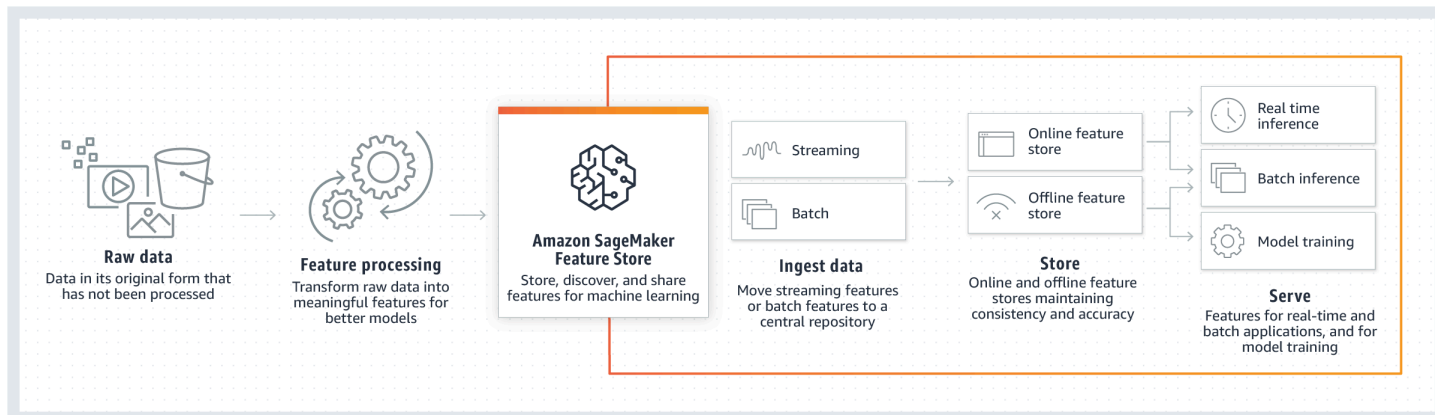 Raw data
Data in its original form that
has not been processed
Feature processing
Transform raw data into
meaningful features for
better models
Amazon SageMaker
Feature Store
Store, discover, and share
features for machine learning
Streaming
Batch
Ingest data
Move streaming features
or batch features to a
central repository
Online feature
store
Offline feature
store
Store
Online and offline feature
stores maintaining
consistency and accuracy
Real time
inference
Batch inference
Model training
Serve
Features for real-time and
batch applications, and for
model training